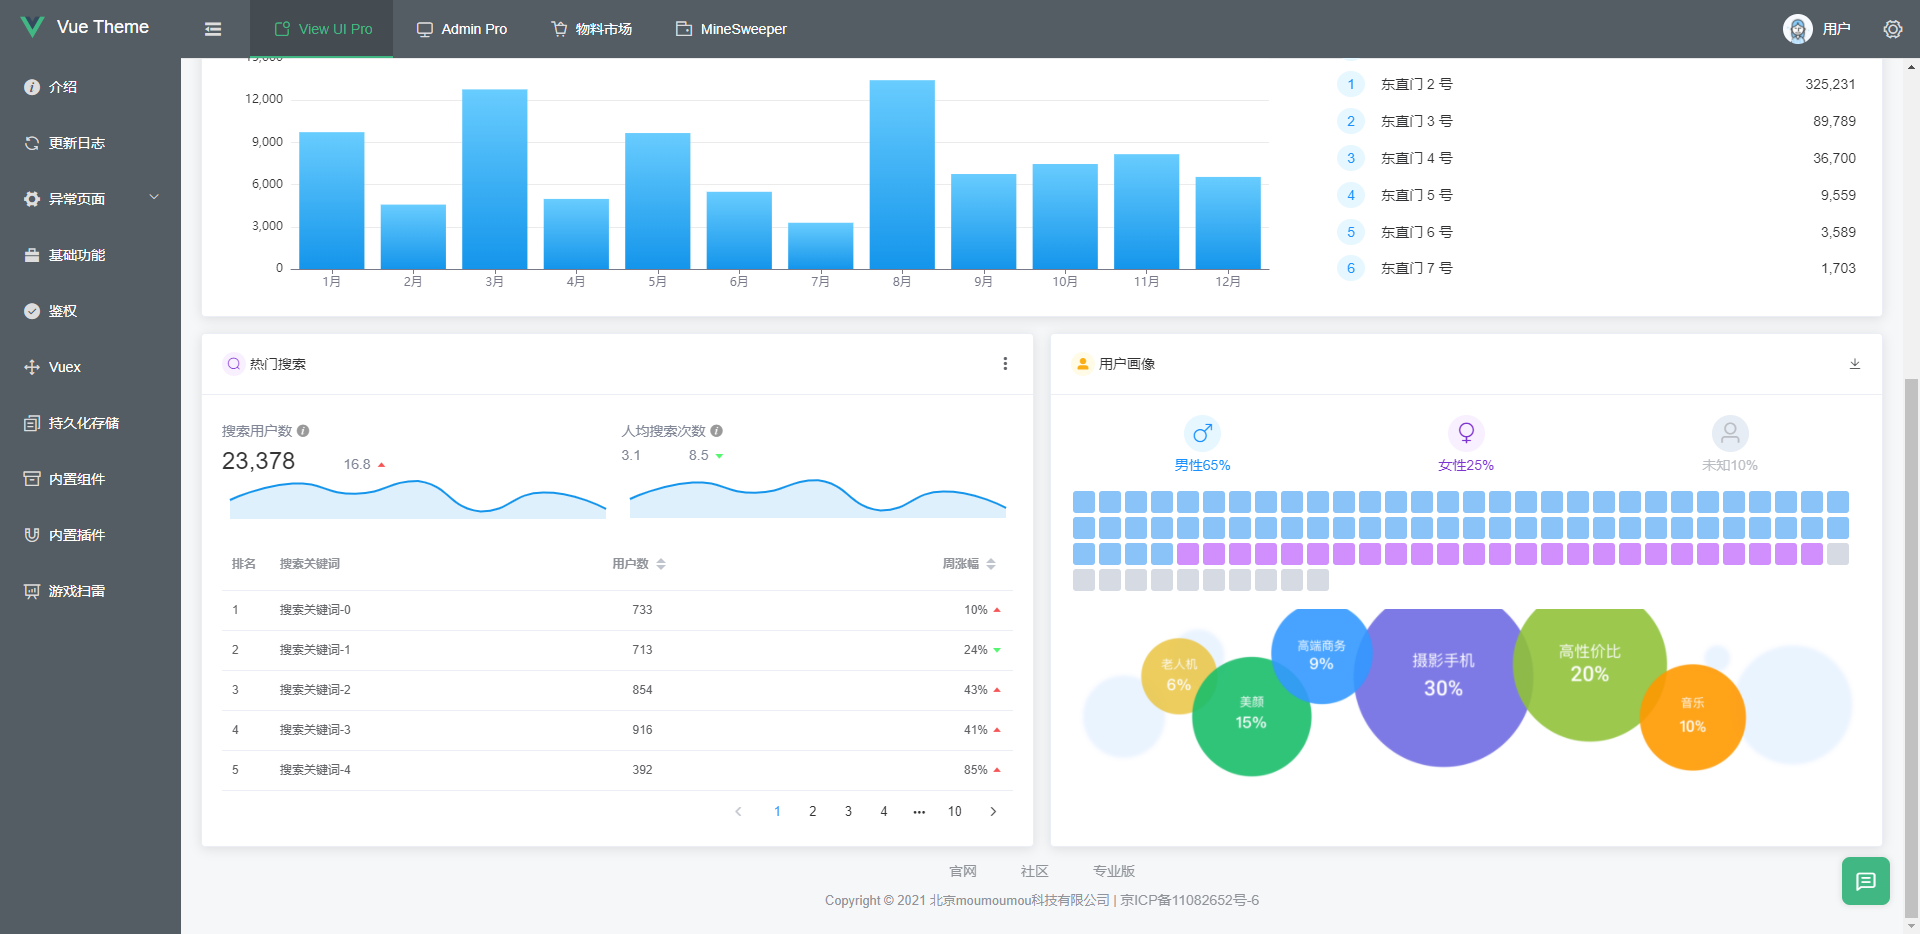 Vue Theme
View UI Pro
Admin Pro
物料市场
MineSweeper
用户
介绍
更新日志
异常页面
基础功能
鉴权
Vuex
持久化存储
内置组件
内置插件
游戏扫雷
15,000
12,000
9,000
6,000
3,000
0
1月 2月 3月 4月 5月 6月 7月 8月 9月 10月 11月 12月
1 东直门 2 号 325,231
2 东直门 3 号 89,789
3 东直门 4 号 36,700
4 东直门 5 号 9,559
5 东直门 6 号 3,589
6 东直门 7 号 1,703
热门搜索
搜索用户数
23,378 16.8
人均搜索次数
3.1 8.5
排名 搜索关键词 用户数 周涨幅
1 搜索关键词-0 733 10%
2 搜索关键词-1 713 24%
3 搜索关键词-2 854 43%
4 搜索关键词-3 916 41%
5 搜索关键词-4 392 85%
1 2 3 4 ••• 10
用户画像
男性65% 女性25% 未知10%
老人机
6%
美颜
15%
高端商务
9%
摄影手机
30%
高性价比
20%
音乐
10%
官网 社区 专业版
Copyright © 2021 北京moumoumou科技有限公司 | 京ICP备11082652号-6